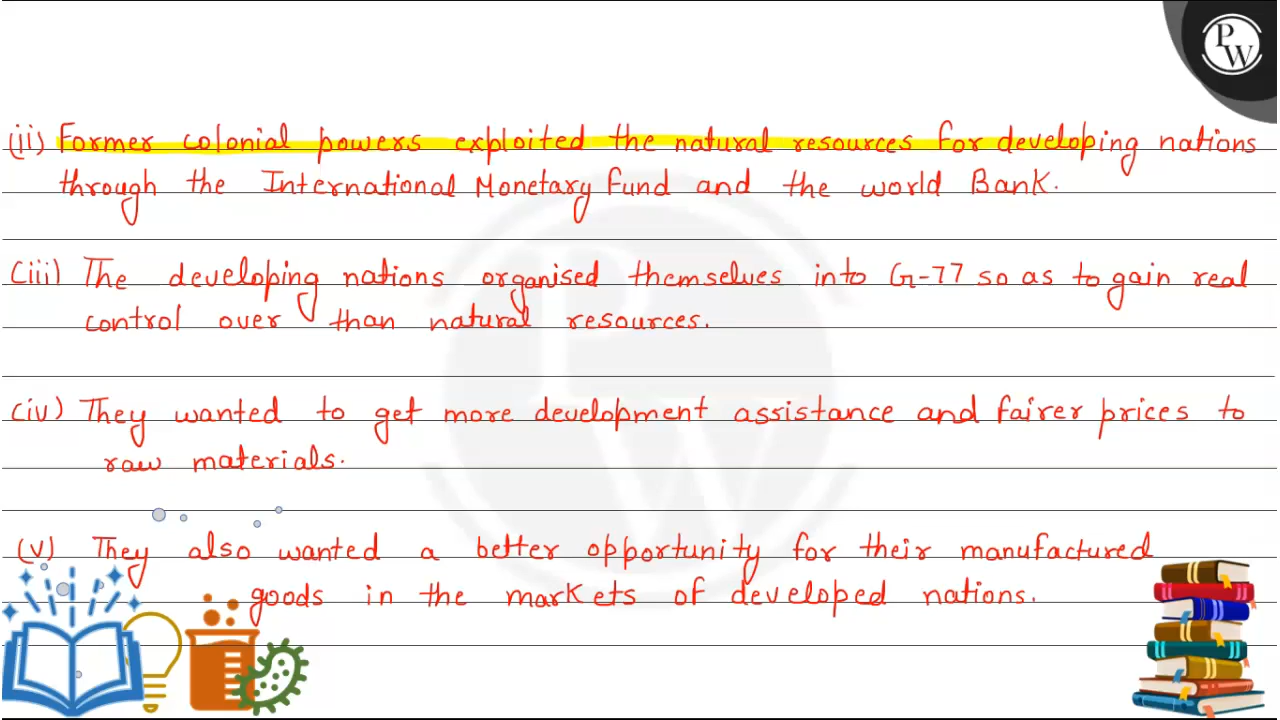 PW
(ii) Former colonial powers exploited the natural resources for developing nations
through the International Monetary Fund and the world Bank.
(iii) The developing nations organised themselves into G-77 so as to gain real
control over than natural resources.
(iv) They wanted to get more development assistance and fairer prices to
raw materials.
(v) They also wanted a better opportunity for their manufactured
goods in the markets of developed nations.